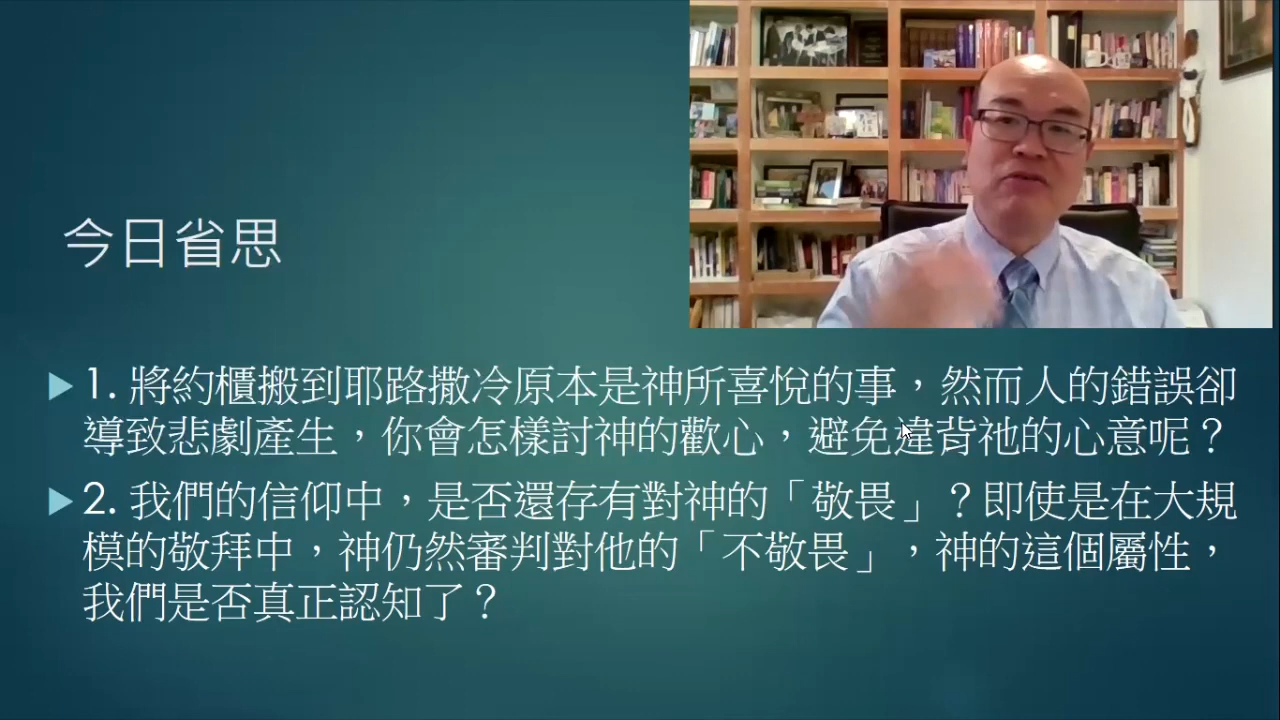 今日省思
1. 將約櫃搬到耶路撒冷原本是神所喜悅的事，然而人的錯誤卻
導致悲劇產生，你會怎樣討神的歡心，避免違背祂的心意呢？
2. 我們的信仰中，是否還存有對神的「敬畏」？即使是在大規
模的敬拜中，神仍然審判對他的「不敬畏」，神的這個屬性，
我們是否真正認知了？